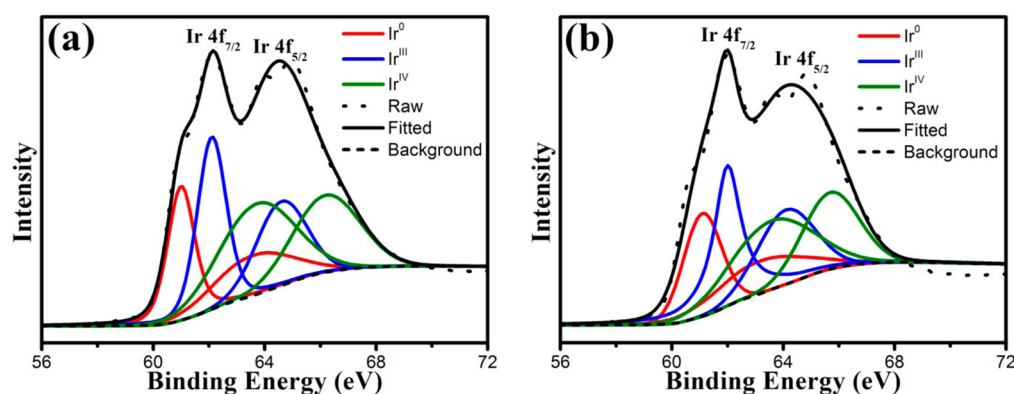 (a)
Ir 4f7/2
Ir 4f5/2
Ir⁰
Irᴵᴵᴵ
Irᴵⱽ
Raw
Fitted
Background
Intensity
56 60 64 68 72
Binding Energy (eV)
(b)
Ir 4f7/2
Ir 4f5/2
Ir⁰
Irᴵᴵᴵ
Irᴵⱽ
Raw
Fitted
Background
Intensity
56 60 64 68 72
Binding Energy (eV)